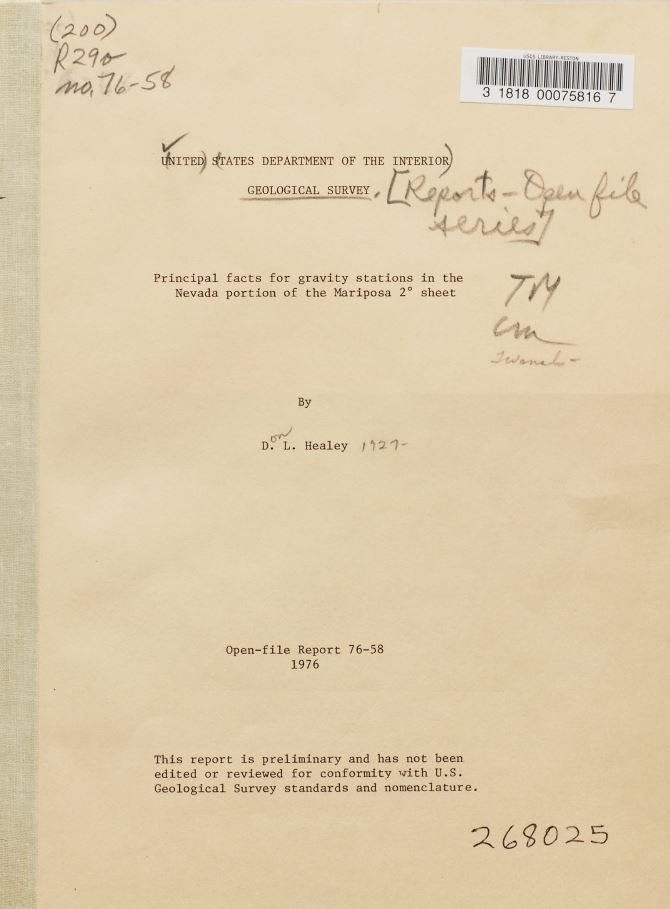 (200)
R290
no. 76-58
USGS LIBRARY-RESTON
3 1818 00075816 7
UNITED STATES DEPARTMENT OF THE INTERIOR
GEOLOGICAL SURVEY. [Reports-Open file
series]
Principal facts for gravity stations in the
Nevada portion of the Mariposa 2° sheet
TM
cm
By
Don L. Healey 1927-
Open-file Report 76-58
1976
This report is preliminary and has not been
edited or reviewed for conformity with U.S.
Geological Survey standards and nomenclature.
268025